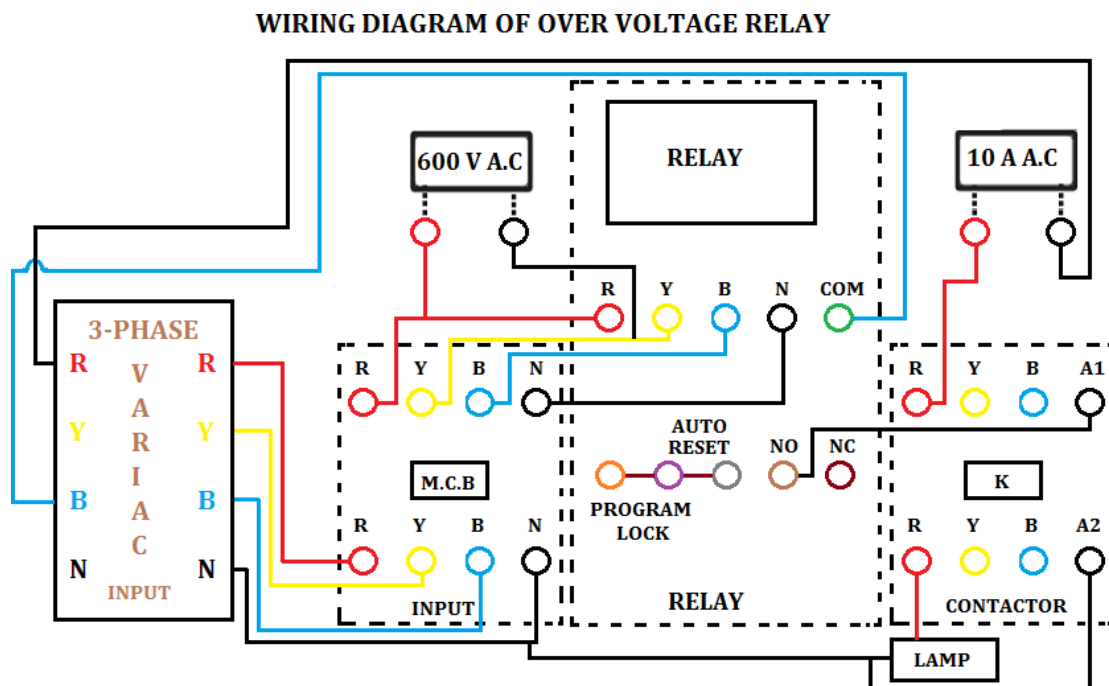 WIRING DIAGRAM OF OVER VOLTAGE RELAY
600 V A.C
RELAY
10 A A.C
R Y B N COM
3-PHASE
R R
Y Y
B B
N N
V
A
R
I
A
C
INPUT
R Y B N
M.C.B
R Y B N
INPUT
AUTO
RESET
NO NC
PROGRAM
LOCK
RELAY
R Y B A1
K
R Y B A2
CONTACTOR
LAMP